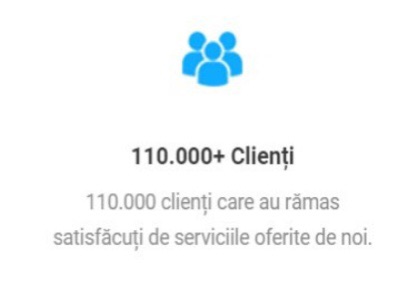 110.000+ Clienți
110.000 clienți care au rămas
satisfăcuți de serviciile oferite de noi.